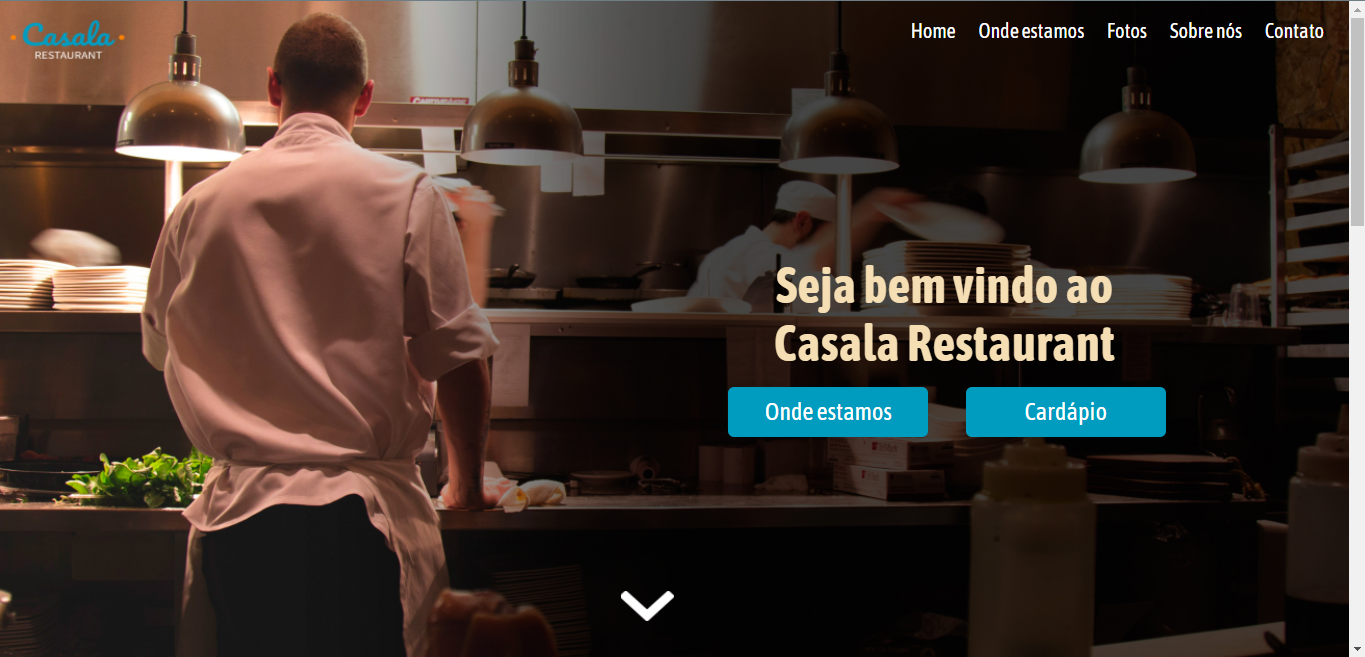 Casala
RESTAURANT
Home
Onde estamos
Fotos
Sobre nós
Contato
Seja bem vindo ao
Casala Restaurant
Onde estamos
Cardápio